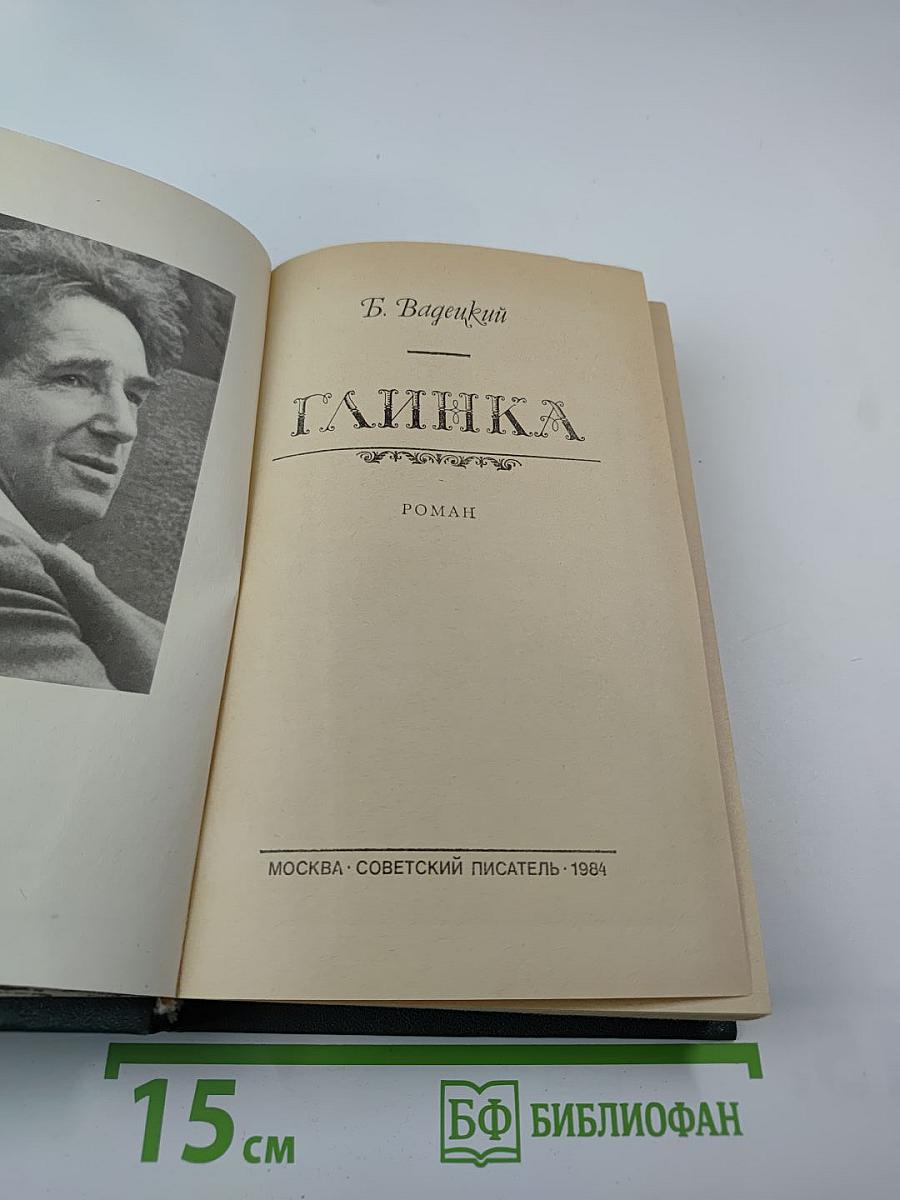 Б. Вадецкий
ГЛИНКА
РОМАН
МОСКВА · СОВЕТСКИЙ ПИСАТЕЛЬ · 1984
15 см
БФ БИБЛИОФАН